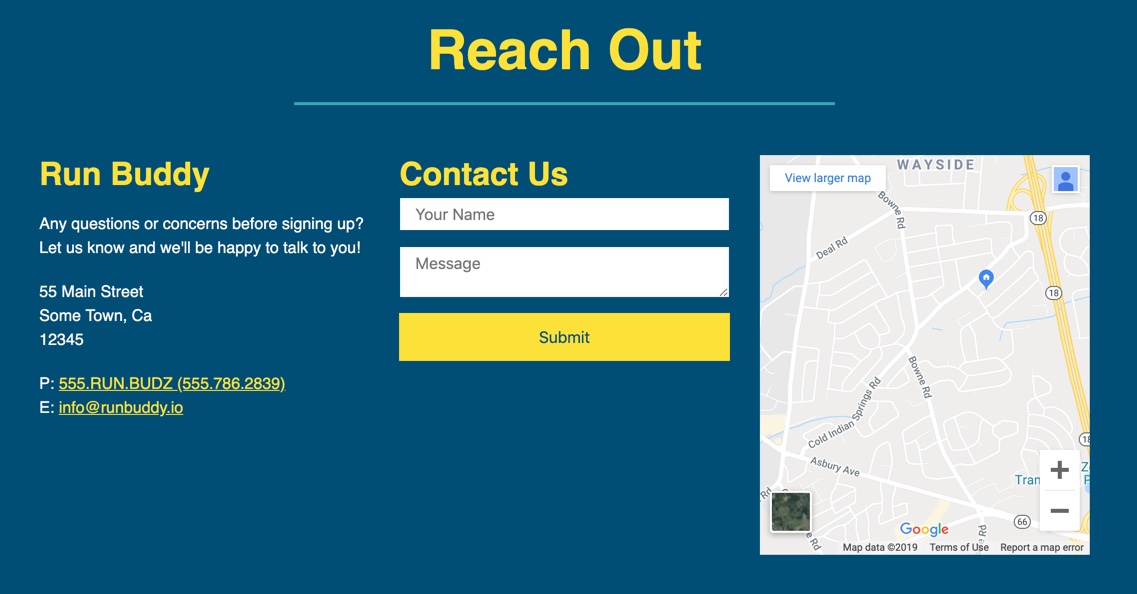 Reach Out
Run Buddy
Any questions or concerns before signing up?
Let us know and we'll be happy to talk to you!
55 Main Street
Some Town, Ca
12345
P: 555.RUN.BUDZ (555.786.2839)
E: info@runbuddy.io
Contact Us
Your Name
Message
Submit
View larger map
WAYSIDE
Bowne Rd
18
Deal Rd
18
Bowne Rd
Cold Indian Springs Rd
18
Asbury Ave
Tran
Z
P
+
−
Rd
66
Google
e Rd
Rd
Map data ©2019 Terms of Use Report a map error